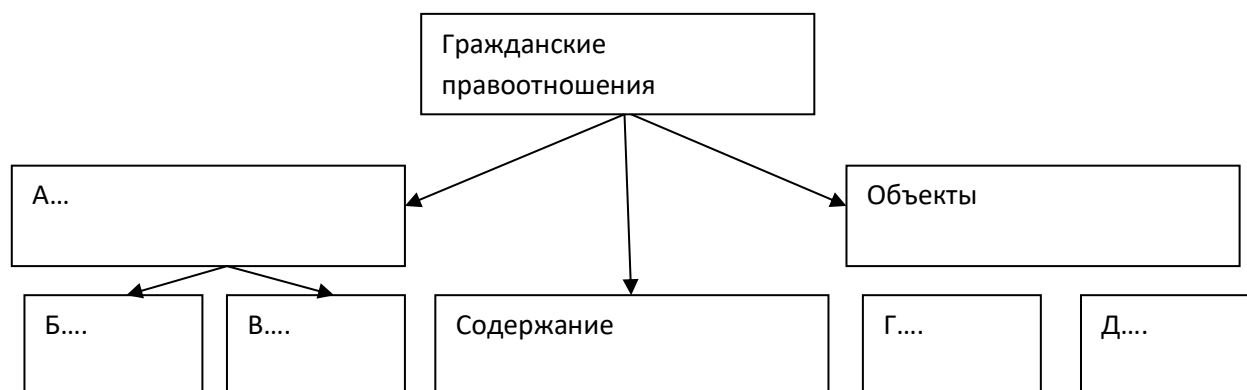 Гражданские
правоотношения
А...
Объекты
Б....
В....
Содержание
Г....
Д....